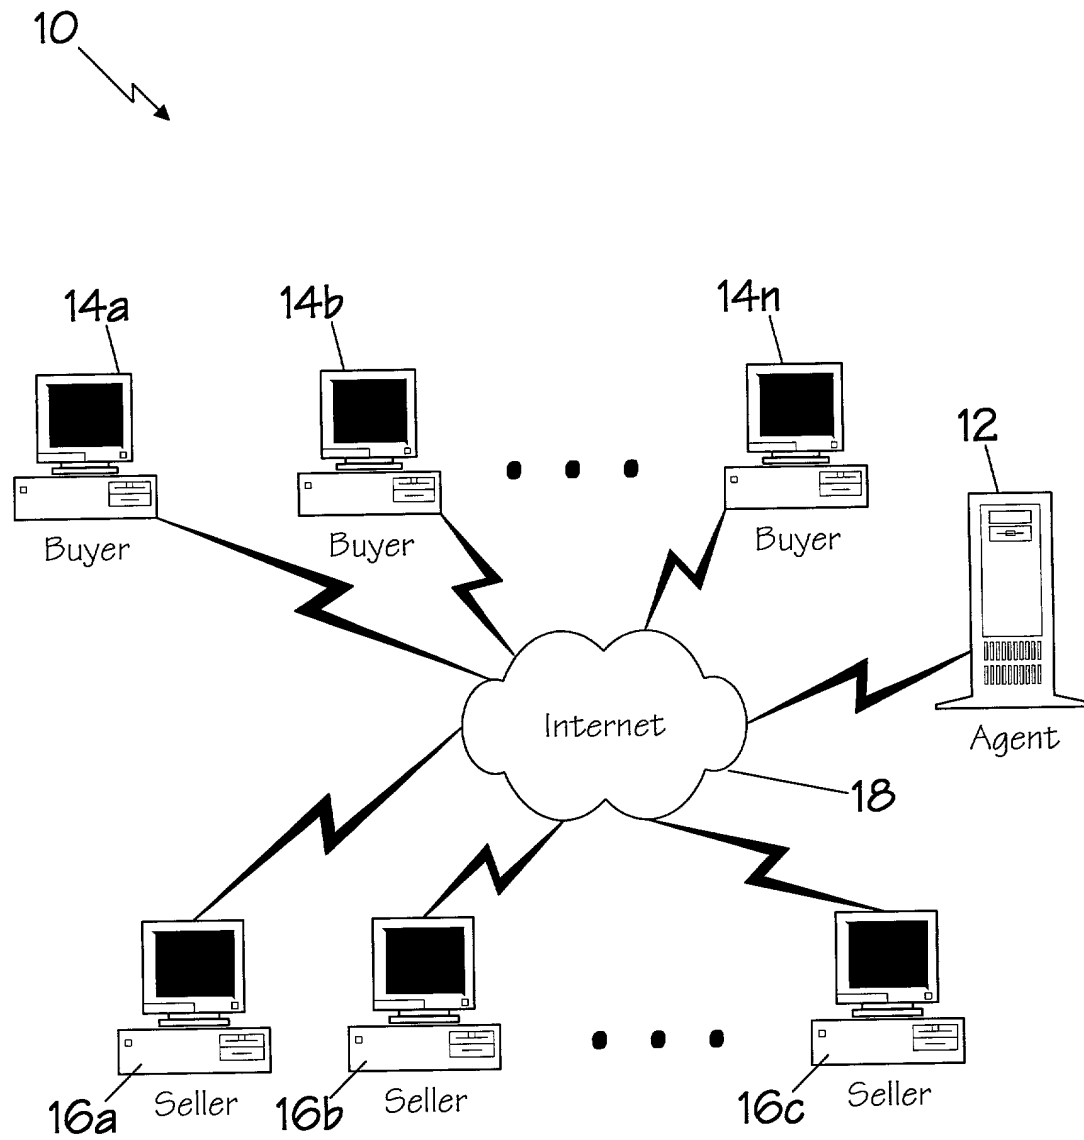 10
14a
14b
14n
12
Buyer
Buyer
Buyer
Internet
Agent
18
16a
Seller
16b
Seller
16c
Seller